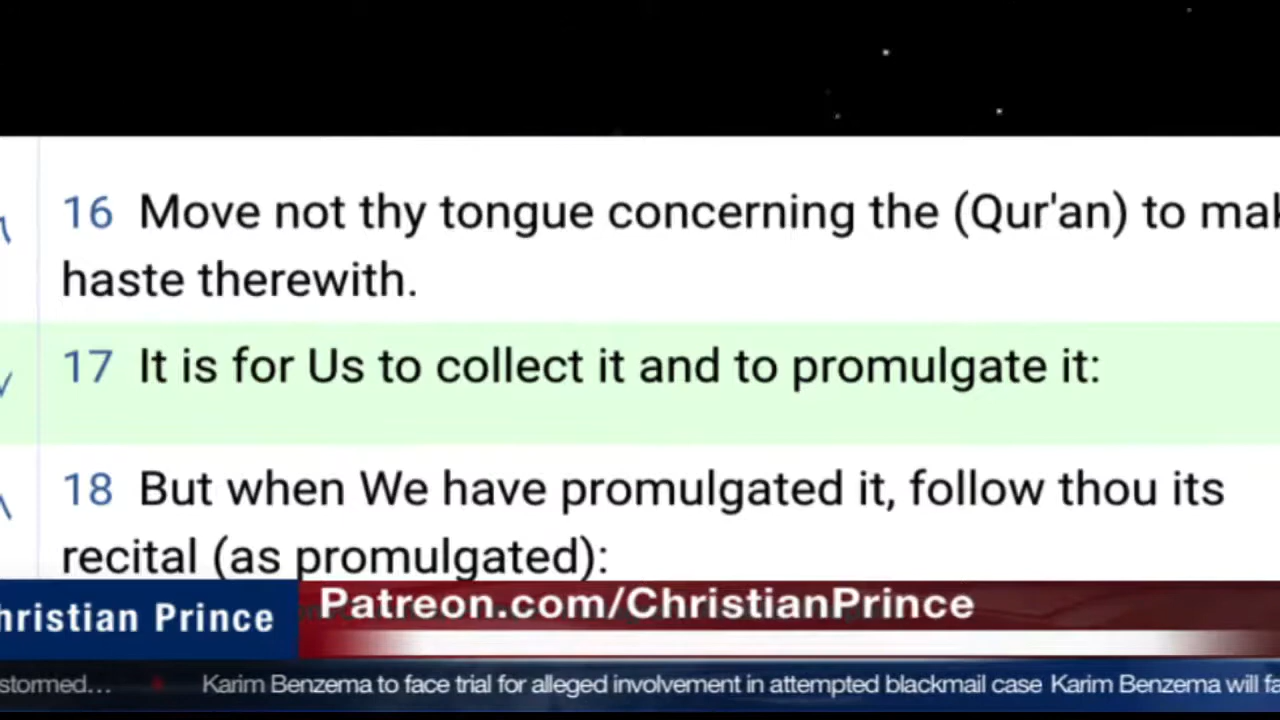 16 Move not thy tongue concerning the (Qur'an) to mak
haste therewith.
17 It is for Us to collect it and to promulgate it:
18 But when We have promulgated it, follow thou its
recital (as promulgated):
hristian Prince
Patreon.com/ChristianPrince
stormed... Karim Benzema to face trial for alleged involvement in attempted blackmail case Karim Benzema will fa